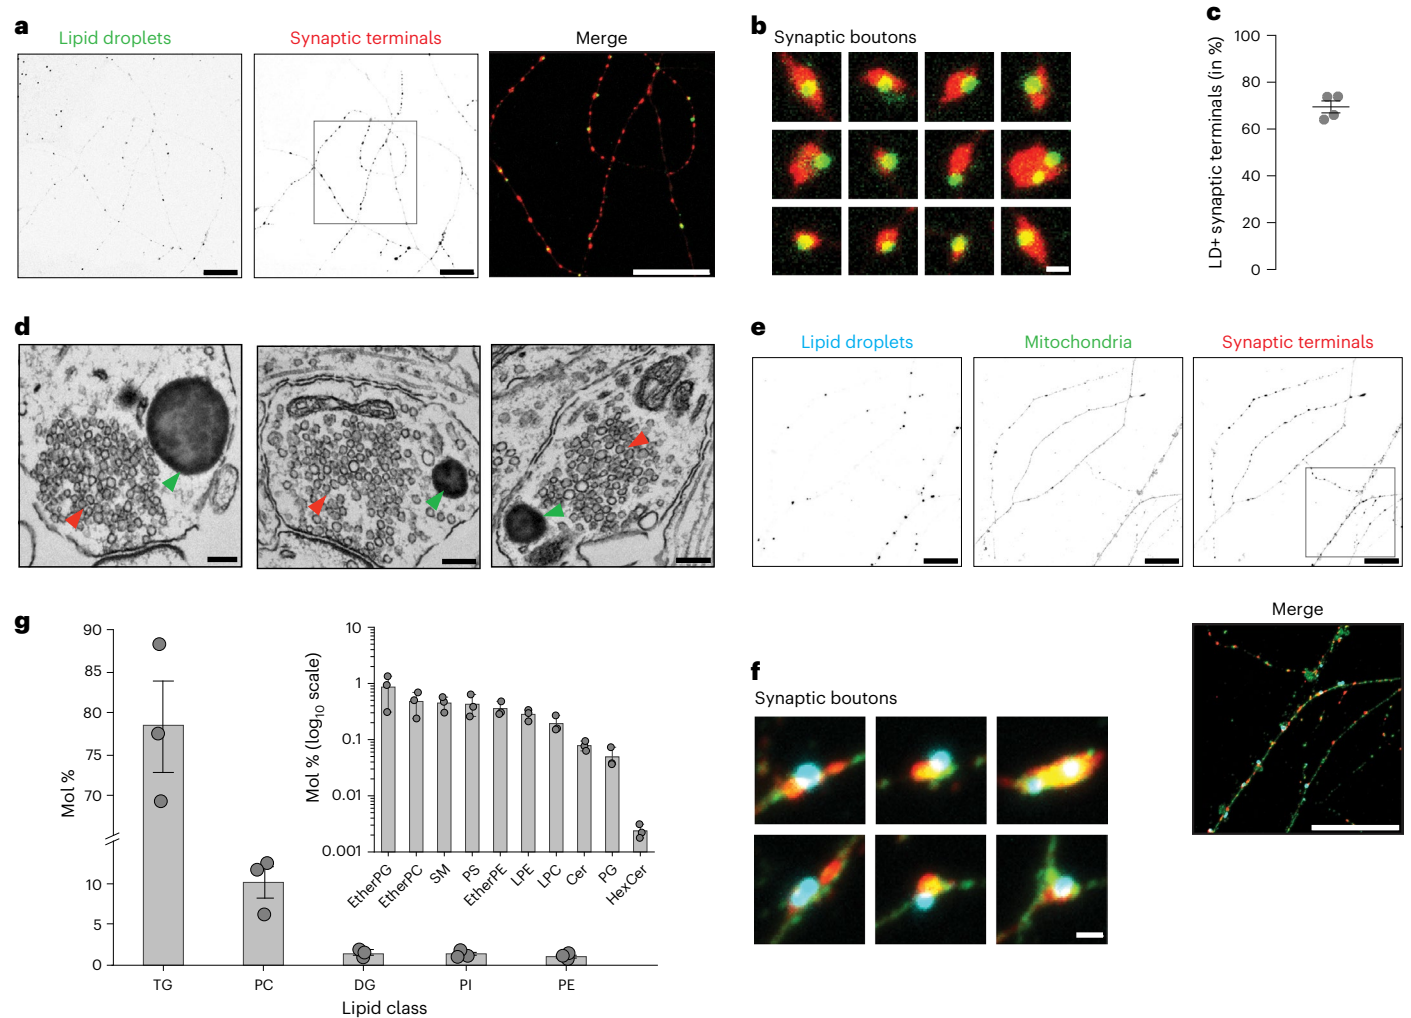 a
Lipid droplets
Synaptic terminals
Merge
b
Synaptic boutons
c
LD+ synaptic terminals (in %)
100
80
60
40
20
0
d
e
Lipid droplets
Mitochondria
Synaptic terminals
Merge
f
Synaptic boutons
g
Mol %
90
85
80
75
70
10
5
0
TG
PC
DG
PI
PE
Lipid class
Mol % (log10 scale)
10
1
0.1
0.01
0.001
EtherPG
EtherPC
SM
PS
EtherPE
LPE
LPC
Cer
PG
HexCer